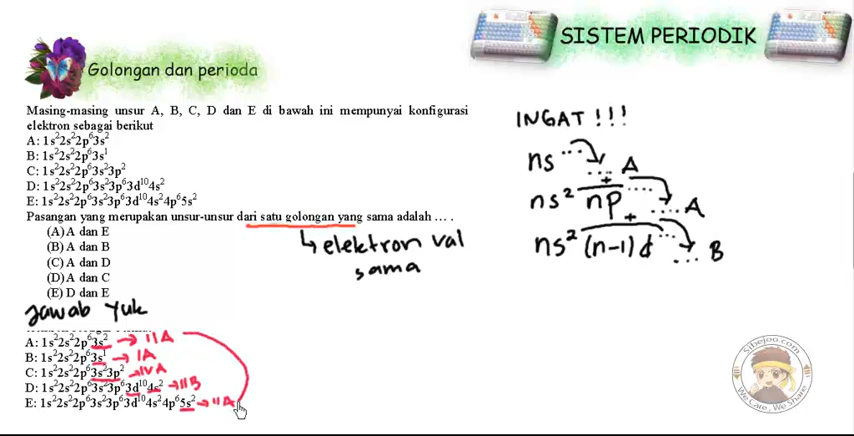 SISTEM PERIODIK
Golongan dan perioda
Masing-masing unsur A, B, C, D dan E di bawah ini mempunyai konfigurasi
elektron sebagai berikut
A: 1s²2s²2p⁶3s²
B: 1s²2s²2p⁶3s¹
C: 1s²2s²2p⁶3s²3p²
D: 1s²2s²2p⁶3s²3p⁶3d¹⁰4s²
E: 1s²2s²2p⁶3s²3p⁶3d¹⁰4s²4p⁶5s²
Pasangan yang merupakan unsur-unsur dari satu golongan yang sama adalah ... .
(A) A dan E
(B) A dan B
(C) A dan D
(D) A dan C
(E) D dan E
↳ elektron val
sama
Jawab Yuk
A: 1s²2s²2p⁶3s² → IIA
B: 1s²2s²2p⁶3s¹ → IA
C: 1s²2s²2p⁶3s²3p² → IVA
D: 1s²2s²2p⁶3s²3p⁶3d¹⁰4s² → IIB
E: 1s²2s²2p⁶3s²3p⁶3d¹⁰4s²4p⁶5s² → IIA
INGAT !!!
ns ... → ... A
ns² + np ... → ... A
ns² + (n-1) d ... → ... B
Sibejoo.com
We Care, We Share